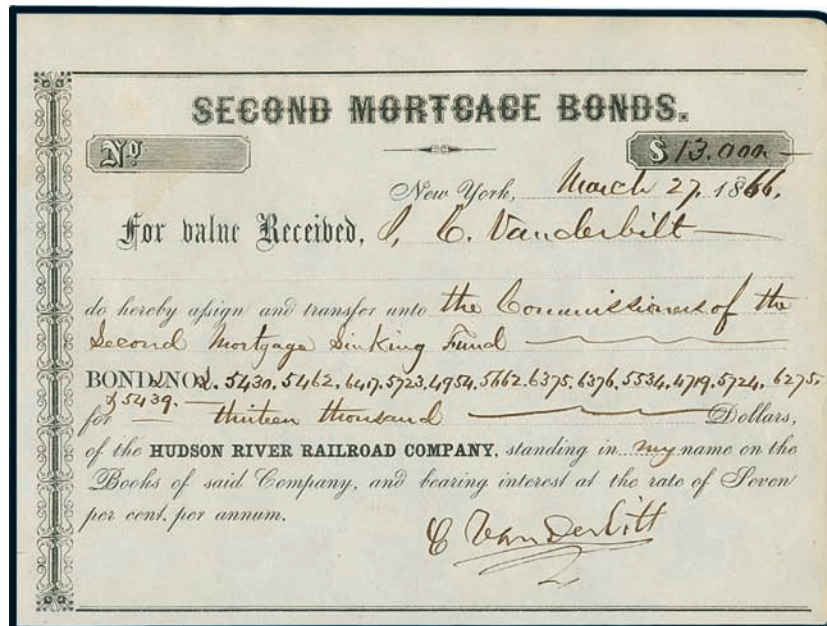 SECOND MORTGAGE BONDS.
No.
$ 13.000
New York, March 27. 1866.
For value Received, I, C. Vanderbilt
do hereby assign and transfer unto the Commissioners of the
Second Mortgage Sinking Fund
BONDS NOS. 5430. 5462. 6417. 5723. 4954. 5662. 6375. 6376. 5534. 4719. 5724. 6275.
& 5439.
for thirteen thousand Dollars,
of the HUDSON RIVER RAILROAD COMPANY, standing in my name on the
Books of said Company, and bearing interest at the rate of Seven
per cent. per annum.
C Vanderbilt